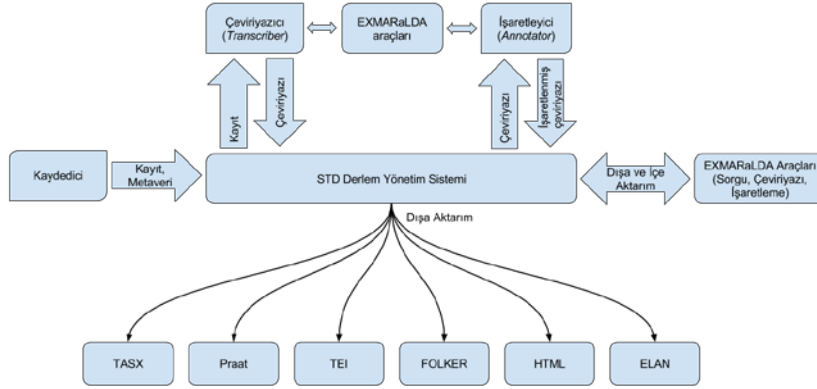 Çeviriyazıcı
(Transcriber)
EXMARaLDA
araçları
İşaretleyici
(Annotator)
Kayıt
Çeviriyazı
Çeviriyazı
İşaretlenmiş
çeviriyazı
Kaydedici
Kayıt,
Metaveri
STD Derlem Yönetim Sistemi
Dışa ve İçe
Aktarım
EXMARaLDA Araçları
(Sorgu, Çeviriyazı,
İşaretleme)
Dışa Aktarım
TASX
Praat
TEI
FOLKER
HTML
ELAN